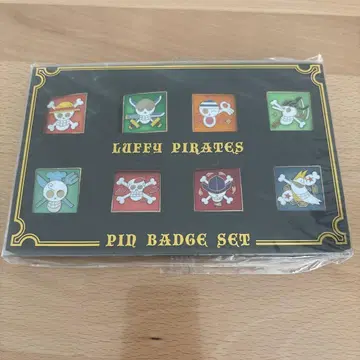 LUFFY PIRATES
PIN BADGE SET